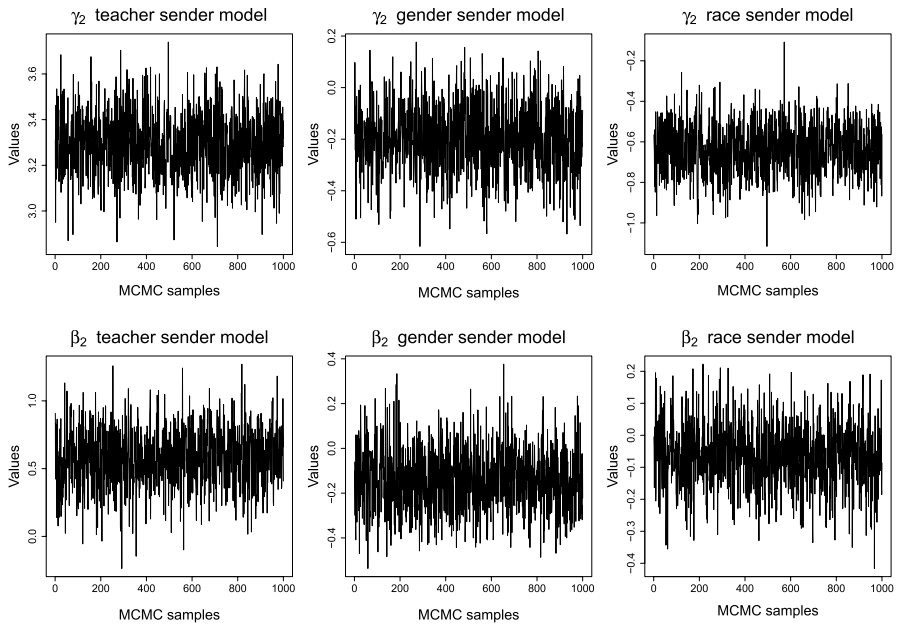 γ2 teacher sender model
γ2 gender sender model
γ2 race sender model
Values
3.0 3.2 3.4 3.6
0 200 400 600 800 1000
MCMC samples
Values
−0.6 −0.4 −0.2 0.0 0.2
0 200 400 600 800 1000
MCMC samples
Values
−1.0 −0.8 −0.6 −0.4 −0.2
0 200 400 600 800 1000
MCMC samples
β2 teacher sender model
β2 gender sender model
β2 race sender model
Values
0.0 0.5 1.0
0 200 400 600 800 1000
MCMC samples
Values
−0.4 −0.2 0.0 0.2 0.4
0 200 400 600 800 1000
MCMC samples
Values
−0.4 −0.3 −0.2 −0.1 0.0 0.1 0.2
0 200 400 600 800 1000
MCMC samples